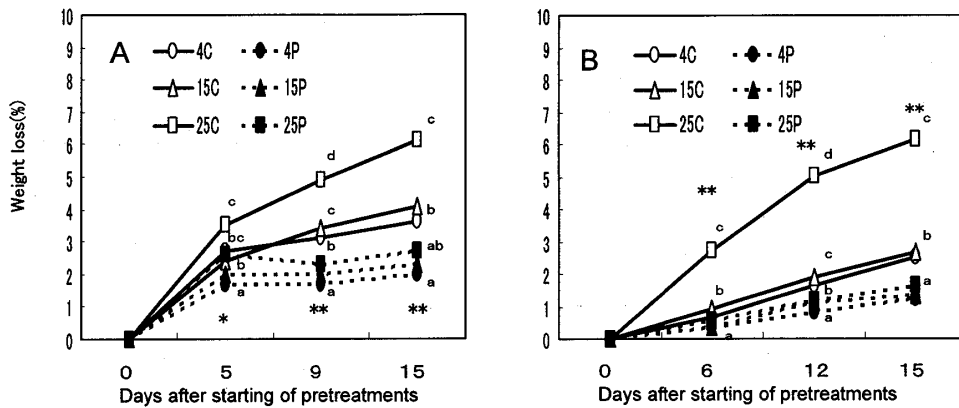 Weight loss(%)
10
9
8
7
6
5
4
3
2
1
0
A
4C
4P
15C
15P
25C
25P
c
d
c
c
bc
b
a
c
b
a
b
ab
a
*
**
**
0
5
9
15
Days after starting of pretreatments
10
9
8
7
6
5
4
3
2
1
0
B
4C
4P
15C
15P
25C
25P
**
**
**
c
d
c
b
a
c
b
a
b
a
0
6
12
15
Days after starting of pretreatments